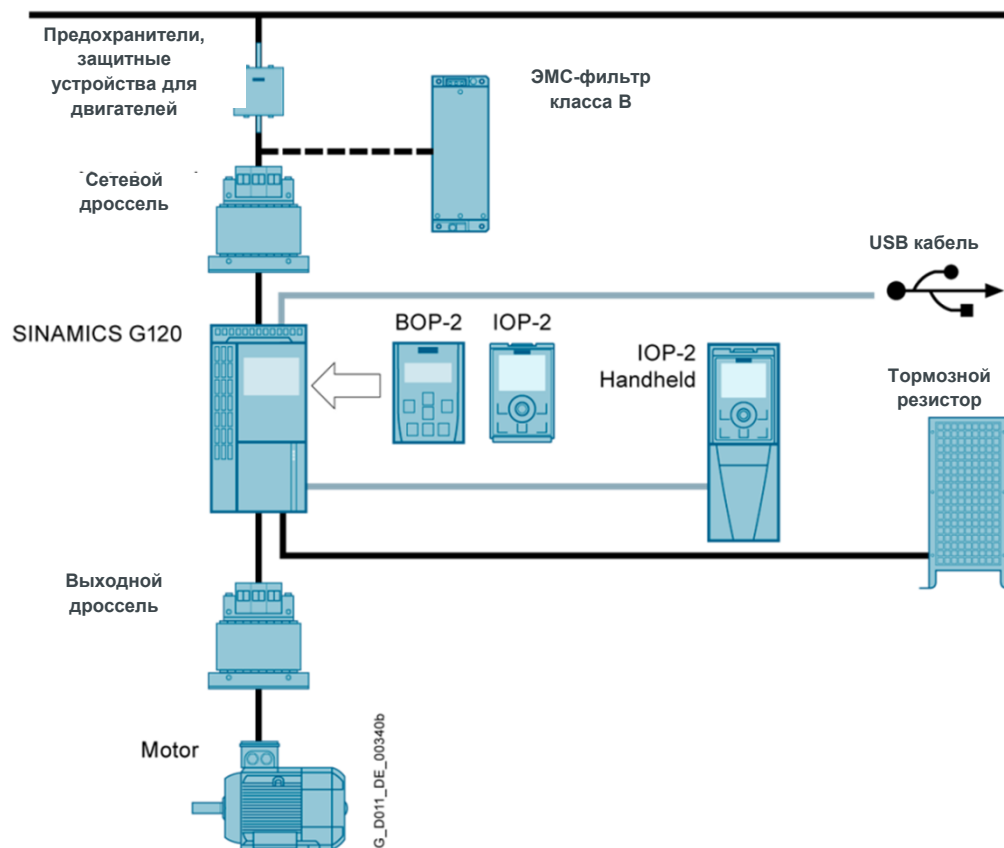 Предохранители,
защитные
устройства для
двигателей
ЭМС-фильтр
класса B
Сетевой
дроссель
USB кабель
SINAMICS G120
BOP-2
IOP-2
IOP-2
Handheld
Тормозной
резистор
Выходной
дроссель
Motor
G_D011_DE_00340b